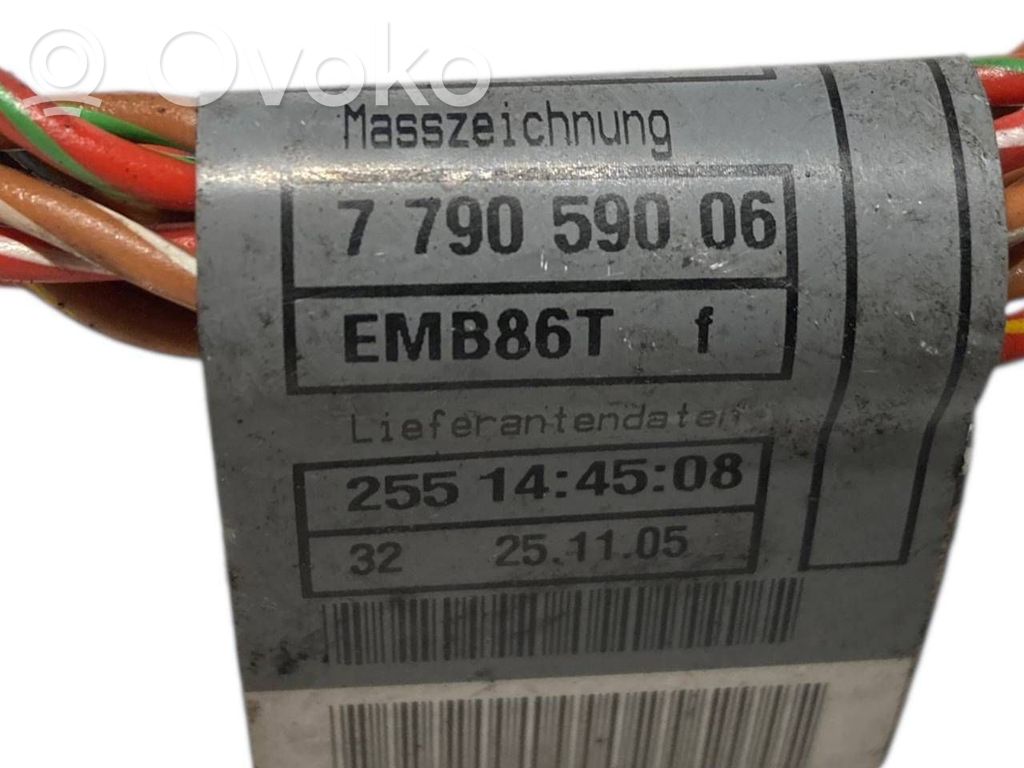 Ovoko
Masszeichnung
7 790 590 06
EMB86T f
Lieferantendaten
255 14:45:08
32 25.11.05